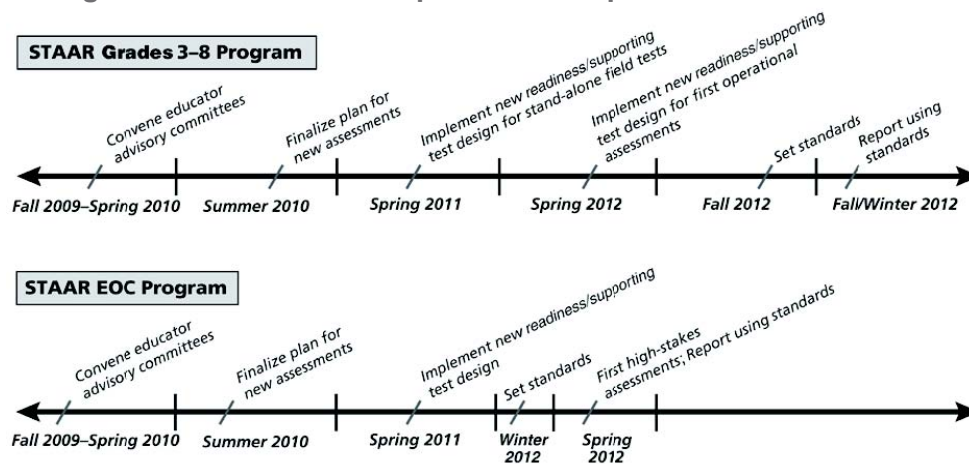 STAAR Grades 3–8 Program
Convene educator
advisory committees
Finalize plan for
new assessments
Implement new readiness/supporting
test design for stand-alone field tests
Implement new readiness/supporting
test design for first operational
assessments
Set standards
Report using
standards
Fall 2009–Spring 2010
Summer 2010
Spring 2011
Spring 2012
Fall 2012
Fall/Winter 2012
STAAR EOC Program
Convene educator
advisory committees
Finalize plan for
new assessments
Implement new readiness/supporting
test design
Set standards
First high-stakes
assessments; Report using standards
Fall 2009–Spring 2010
Summer 2010
Spring 2011
Winter
2012
Spring
2012